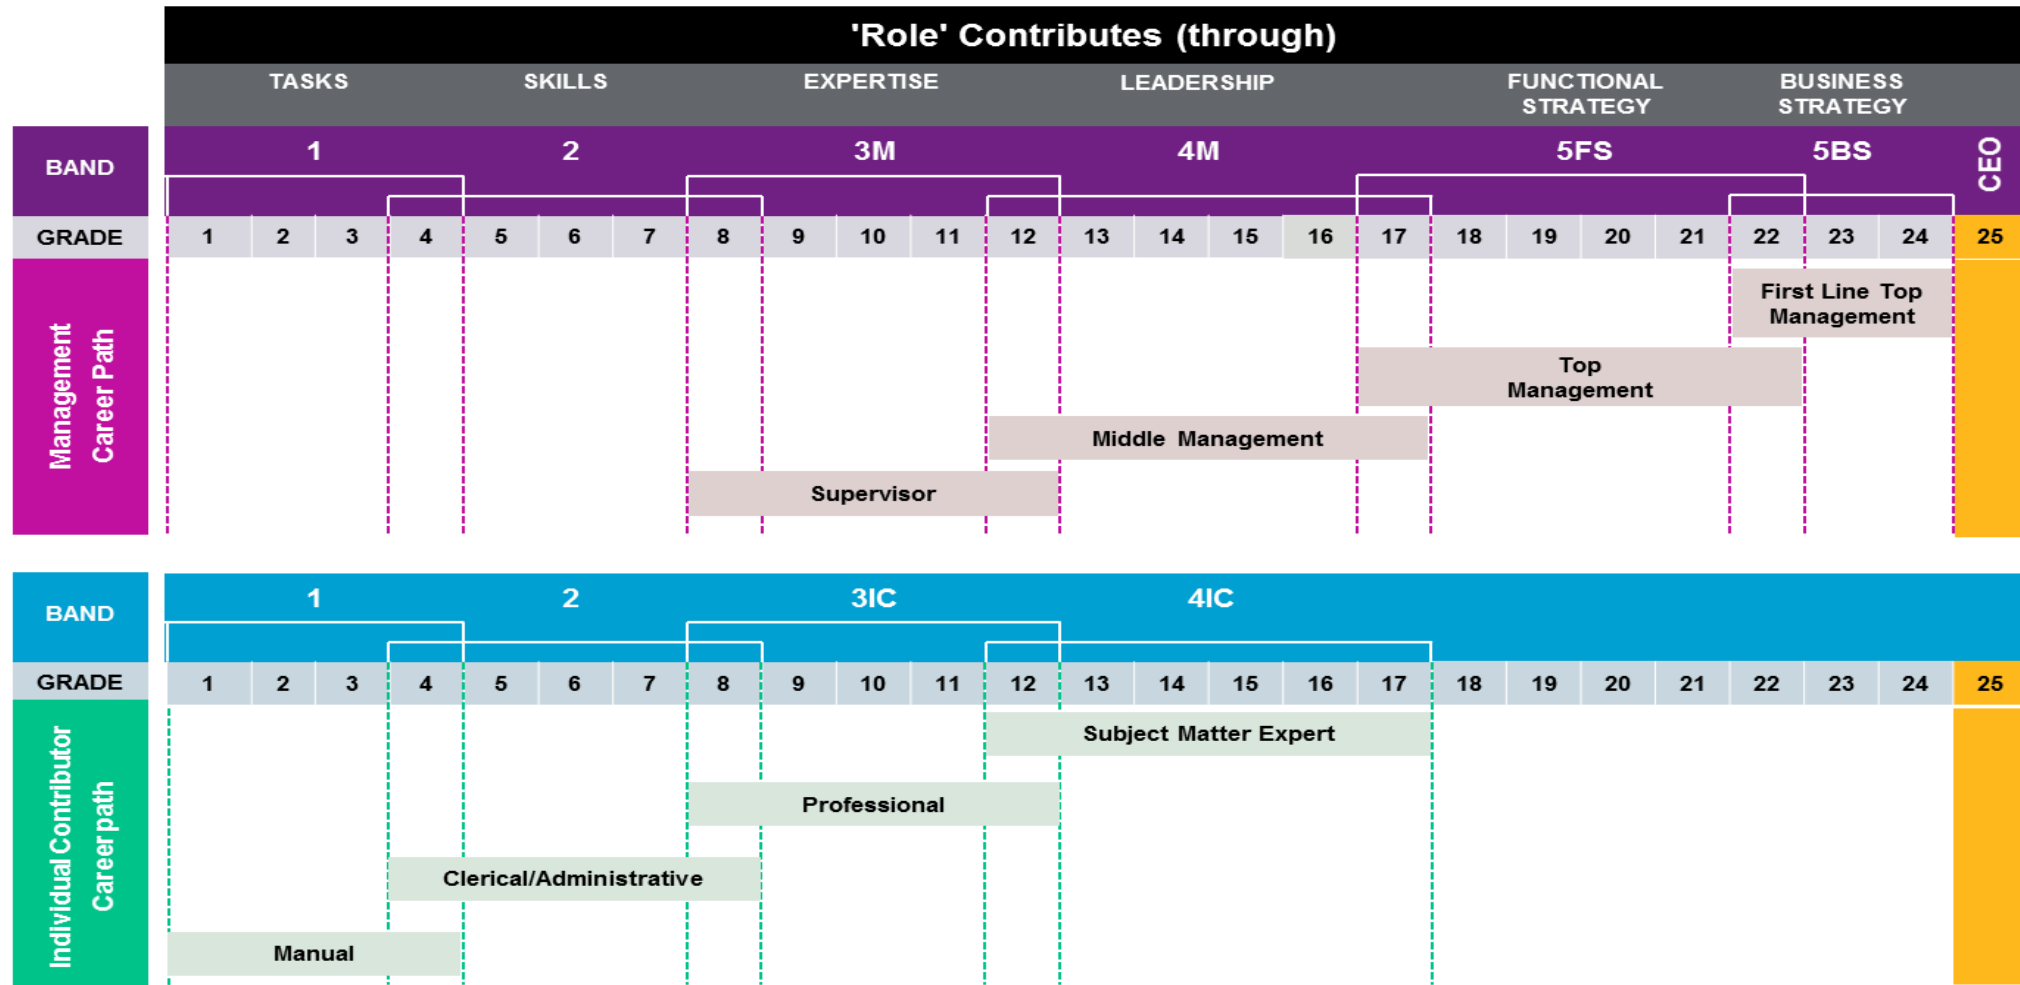 'Role' Contributes (through)
TASKS SKILLS EXPERTISE LEADERSHIP FUNCTIONAL STRATEGY BUSINESS STRATEGY
BAND 1 2 3M 4M 5FS 5BS CEO
GRADE 1 2 3 4 5 6 7 8 9 10 11 12 13 14 15 16 17 18 19 20 21 22 23 24 25
Management
Career Path
First Line Top
Management
Top
Management
Middle Management
Supervisor
BAND 1 2 3IC 4IC
GRADE 1 2 3 4 5 6 7 8 9 10 11 12 13 14 15 16 17 18 19 20 21 22 23 24 25
Individual Contributor
Careerpath
Subject Matter Expert
Professional
Clerical/Administrative
Manual